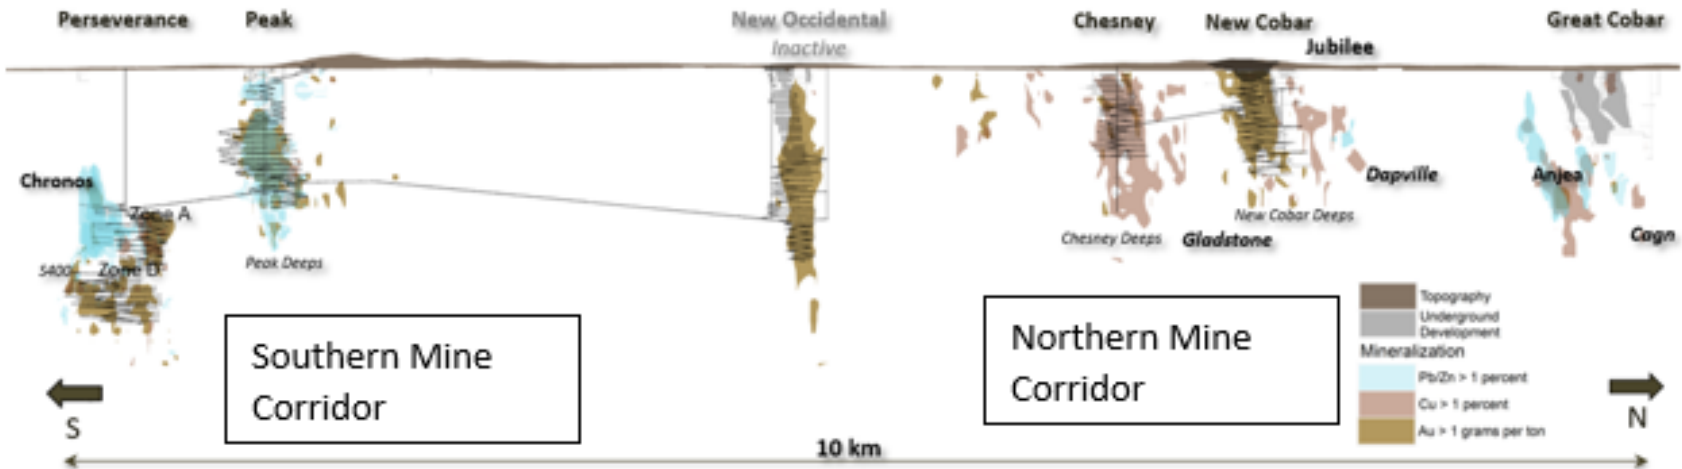 Perseverance
Peak
New Occidental
Inactive
Chesney
New Cobar
Jubilee
Great Cobar
Chronos
Zone A
S400
Zone D
Peak Deeps
Chesney Deeps
Gladstone
New Cobar Deeps
Dapville
Anjea
Cagn
Southern Mine
Corridor
Northern Mine
Corridor
Topography
Underground
Development
Mineralization
Pb/Zn > 1 percent
Cu > 1 percent
Au > 1 grams per ton
S
N
10 km